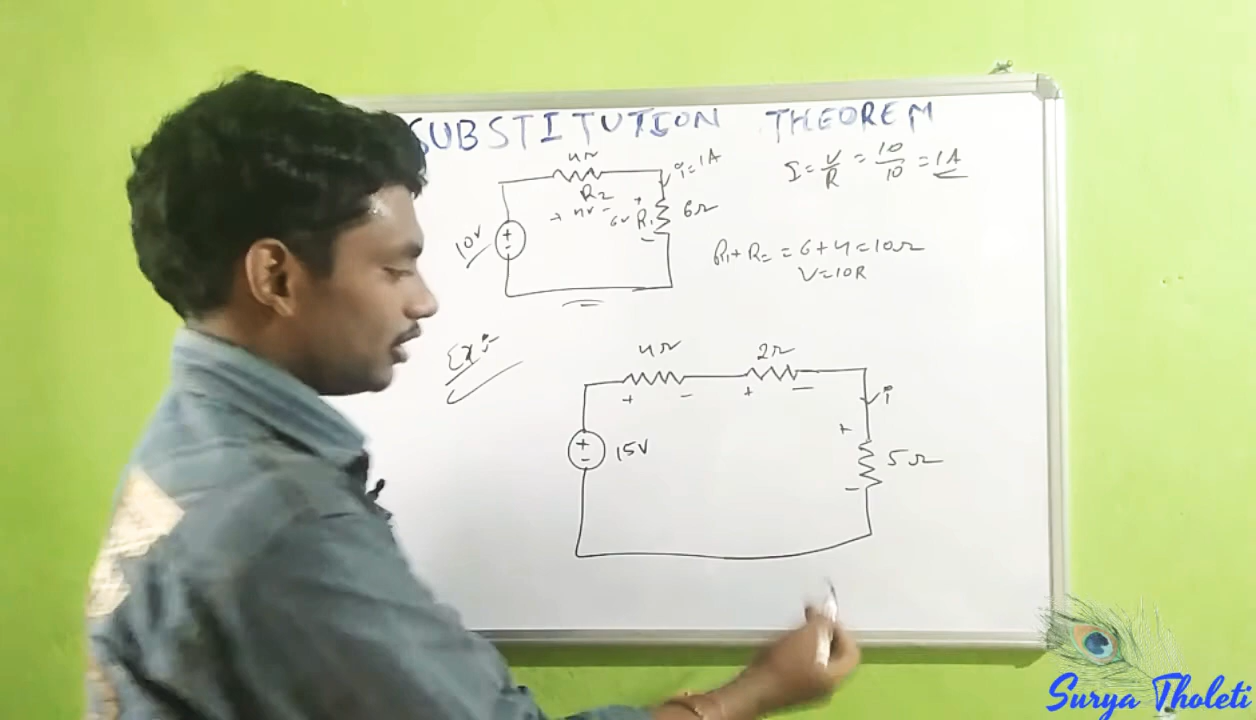 SUBSTITUTION THEOREM
4Ω
i=1A
I = V/R = 10/10 = 1A
R2
+ 4V -
+
6V R1 6Ω
-
10V
+
-
R1+R2 = 6+4=10Ω
V=10R
Ex:-
4Ω
2Ω
+ - + -
i
+
15V
+
-
5Ω
-
Surya Tholeti